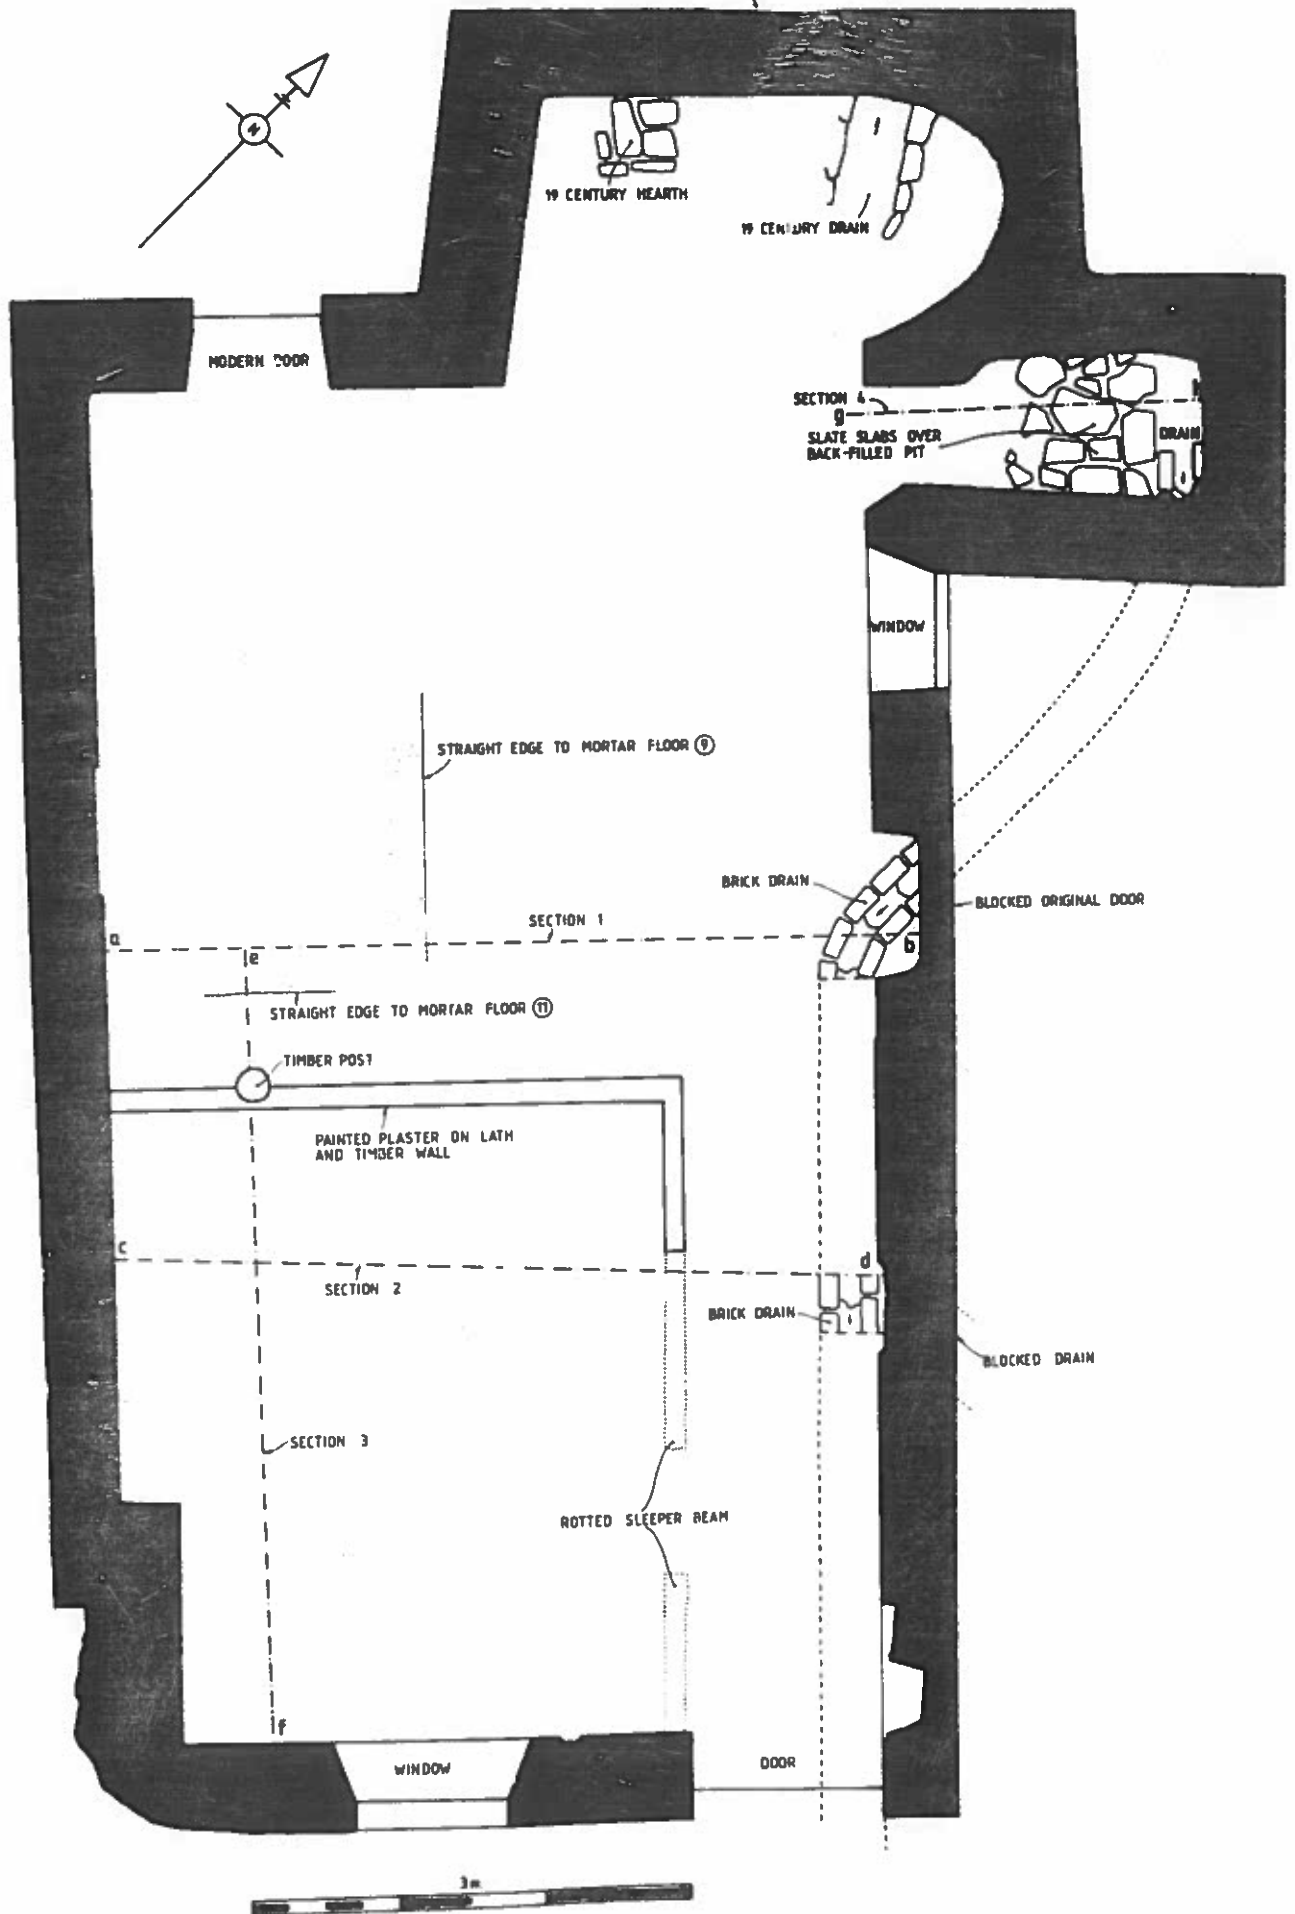 N
19 CENTURY HEARTH
19 CENTURY DRAIN
MODERN DOOR
SECTION 4
g
h
SLATE SLABS OVER
BACK-FILLED PIT
DRAIN
WINDOW
STRAIGHT EDGE TO MORTAR FLOOR 9
BRICK DRAIN
BLOCKED ORIGINAL DOOR
SECTION 1
a
b
e
STRAIGHT EDGE TO MORTAR FLOOR 11
TIMBER POST
PAINTED PLASTER ON LATH
AND TIMBER WALL
c
d
SECTION 2
BRICK DRAIN
BLOCKED DRAIN
SECTION 3
ROTTED SLEEPER BEAM
f
WINDOW
DOOR
3m